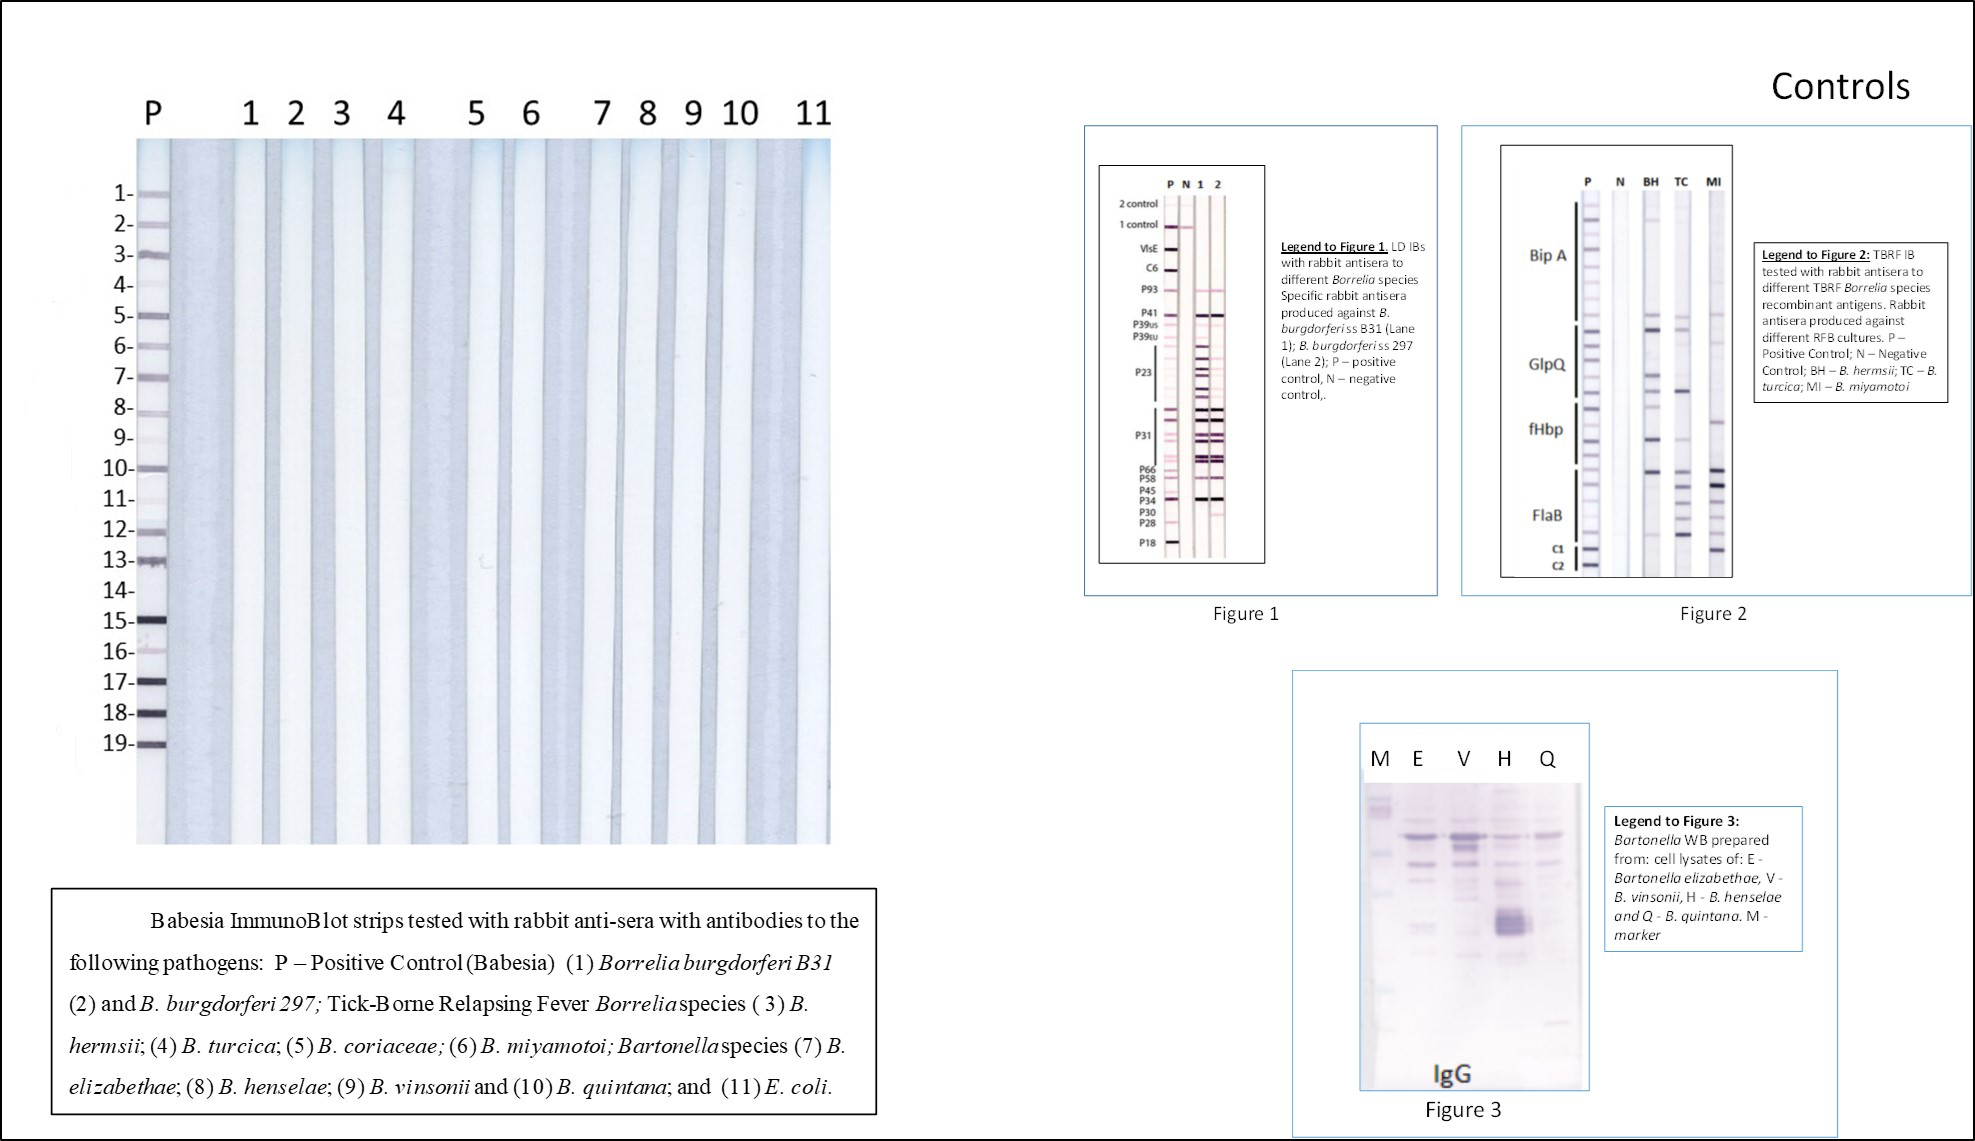 Controls
P 1 2 3 4 5 6 7 8 9 10 11
1-
2-
3-
4-
5-
6-
7-
8-
9-
10-
11-
12-
13-
14-
15-
16-
17-
18-
19-
Babesia ImmunoBlot strips tested with rabbit anti-sera with antibodies to the
following pathogens: P – Positive Control (Babesia) (1) Borrelia burgdorferi B31
(2) and B. burgdorferi 297; Tick-Borne Relapsing Fever Borrelia species ( 3) B.
hermsii; (4) B. turcica; (5) B. coriaceae; (6) B. miyamotoi; Bartonella species (7) B.
elizabethae; (8) B. henselae; (9) B. vinsonii and (10) B. quintana; and (11) E. coli.
P N 1 2
2 control
1 control
VlsE
C6
P93
P41
P39US
P39EU
P23
P31
P66
P58
P45
P34
P30
P28
P18
Legend to Figure 1. LD IBs
with rabbit antisera to
different Borrelia species
Specific rabbit antisera
produced against B.
burgdorferi ss B31 (Lane
1); B. burgdorferi ss 297
(Lane 2); P – positive
control, N – negative
control,.
Figure 1
P N BH TC MI
Bip A
GlpQ
fHbp
FlaB
C1
C2
Legend to Figure 2: TBRF IB
tested with rabbit antisera to
different TBRF Borrelia species
recombinant antigens. Rabbit
antisera produced against
different RFB cultures. P –
Positive Control; N – Negative
Control; BH – B. hermsii; TC – B.
turcica; MI – B. miyamotoi
Figure 2
M E V H Q
IgG
Legend to Figure 3:
Bartonella WB prepared
from: cell lysates of: E -
Bartonella elizabethae, V -
B. vinsonii, H - B. henselae
and Q - B. quintana. M -
marker
Figure 3